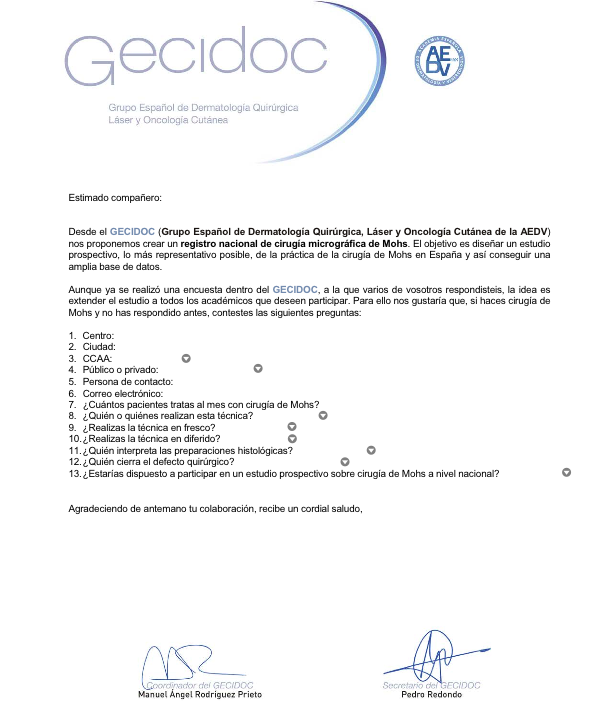 Gecidoc
Grupo Español de Dermatología Quirúrgica
Láser y Oncología Cutánea
AEDV
Estimado compañero:
Desde el GECIDOC (Grupo Español de Dermatología Quirúrgica, Láser y Oncología Cutánea de la AEDV)
nos proponemos crear un registro nacional de cirugía micrográfica de Mohs. El objetivo es diseñar un estudio
prospectivo, lo más representativo posible, de la práctica de la cirugía de Mohs en España y así conseguir una
amplia base de datos.
Aunque ya se realizó una encuesta dentro del GECIDOC, a la que varios de vosotros respondisteis, la idea es
extender el estudio a todos los académicos que deseen participar. Para ello nos gustaría que, si haces cirugía de
Mohs y no has respondido antes, contestes las siguientes preguntas:
1. Centro:
2. Ciudad:
3. CCAA:
4. Público o privado:
5. Persona de contacto:
6. Correo electrónico:
7. ¿Cuántos pacientes tratas al mes con cirugía de Mohs?
8. ¿Quién o quiénes realizan esta técnica?
9. ¿Realizas la técnica en fresco?
10. ¿Realizas la técnica en diferido?
11. ¿Quién interpreta las preparaciones histológicas?
12. ¿Quién cierra el defecto quirúrgico?
13. ¿Estarías dispuesto a participar en un estudio prospectivo sobre cirugía de Mohs a nivel nacional?
Agradeciendo de antemano tu colaboración, recibe un cordial saludo,
Coordinador del GECIDOC
Manuel Ángel Rodríguez Prieto
Secretario del GECIDOC
Pedro Redondo